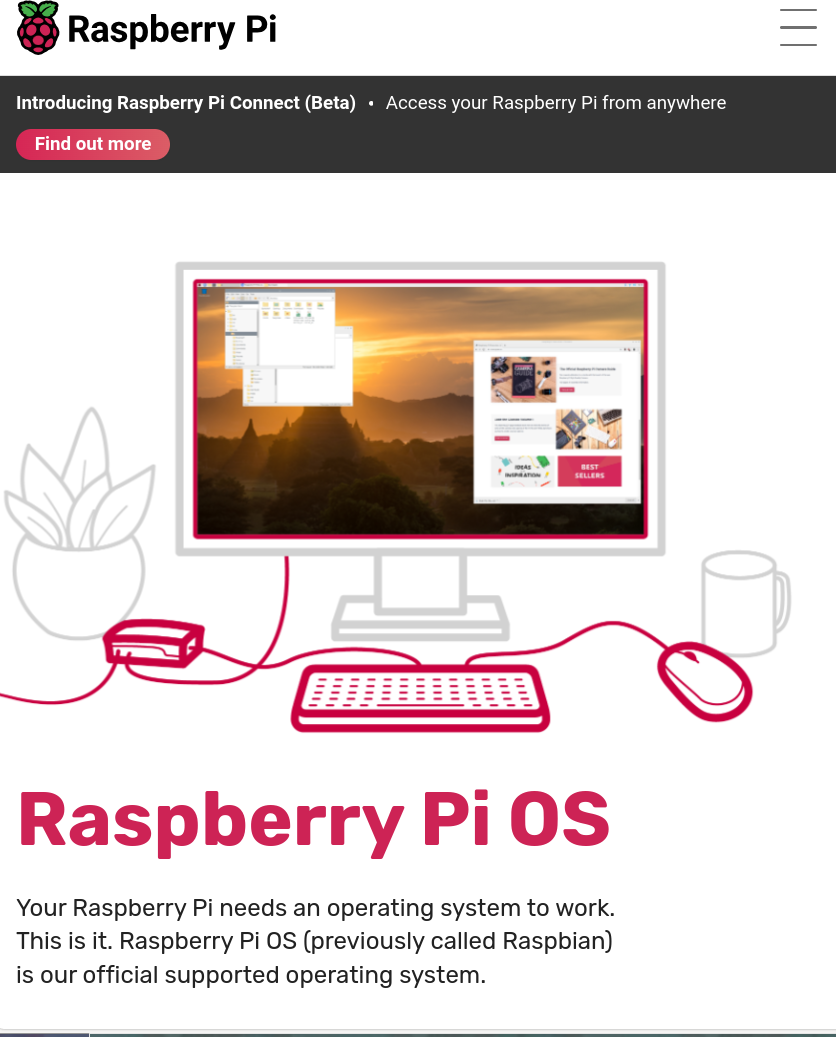 Raspberry Pi
Introducing Raspberry Pi Connect (Beta) • Access your Raspberry Pi from anywhere
Find out more
IDEAS
INSPIRATION
BEST
SELLERS
Raspberry Pi OS
Your Raspberry Pi needs an operating system to work.
This is it. Raspberry Pi OS (previously called Raspbian)
is our official supported operating system.